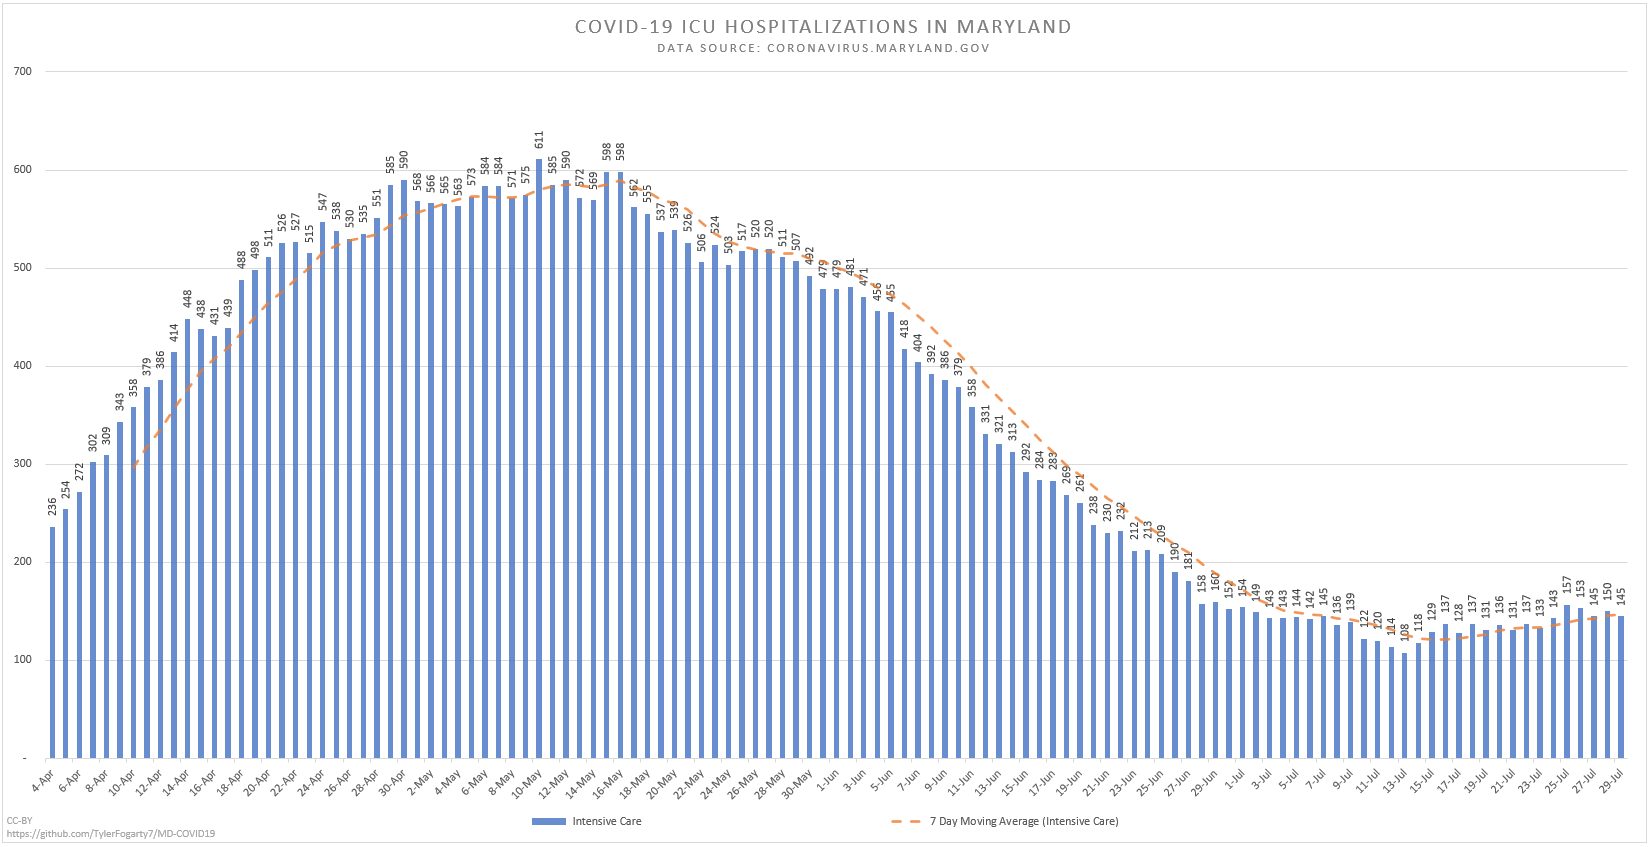 COVID-19 ICU HOSPITALIZATIONS IN MARYLAND
DATA SOURCE: CORONAVIRUS.MARYLAND.GOV
700
600
500
400
300
200
100
-
236 254 272 302 309 343 358 379 386 414 448 438 431 439 488 498 511 526 527 515 547 538 530 535 551 585 590 568 566 565 563 573 584 584 571 575 611 585 590 572 569 598 598 562 555 537 539 526 506 524 503 517 520 520 511 507 492 479 479 481 471 456 455 418 404 392 386 379 358 331 321 313 292 284 283 269 261 238 230 232 212 213 209 190 181 158 160 152 154 149 143 143 144 142 145 136 139 122 120 114 108 118 129 137 128 137 131 136 131 137 133 143 157 153 145 150 145
4-Apr 6-Apr 8-Apr 10-Apr 12-Apr 14-Apr 16-Apr 18-Apr 20-Apr 22-Apr 24-Apr 26-Apr 28-Apr 30-Apr 2-May 4-May 6-May 8-May 10-May 12-May 14-May 16-May 18-May 20-May 22-May 24-May 26-May 28-May 30-May 1-Jun 3-Jun 5-Jun 7-Jun 9-Jun 11-Jun 13-Jun 15-Jun 17-Jun 19-Jun 21-Jun 23-Jun 25-Jun 27-Jun 29-Jun 1-Jul 3-Jul 5-Jul 7-Jul 9-Jul 11-Jul 13-Jul 15-Jul 17-Jul 19-Jul 21-Jul 23-Jul 25-Jul 27-Jul 29-Jul
Intensive Care
7 Day Moving Average (Intensive Care)
CC-BY
https://github.com/TylerFogarty7/MD-COVID19